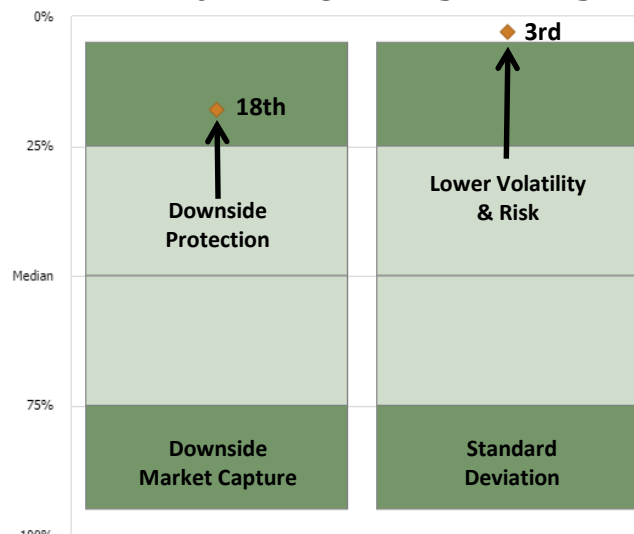 0%
3rd
18th
25%
Downside
Protection
Lower Volatility
& Risk
Median
75%
Downside
Market Capture
Standard
Deviation